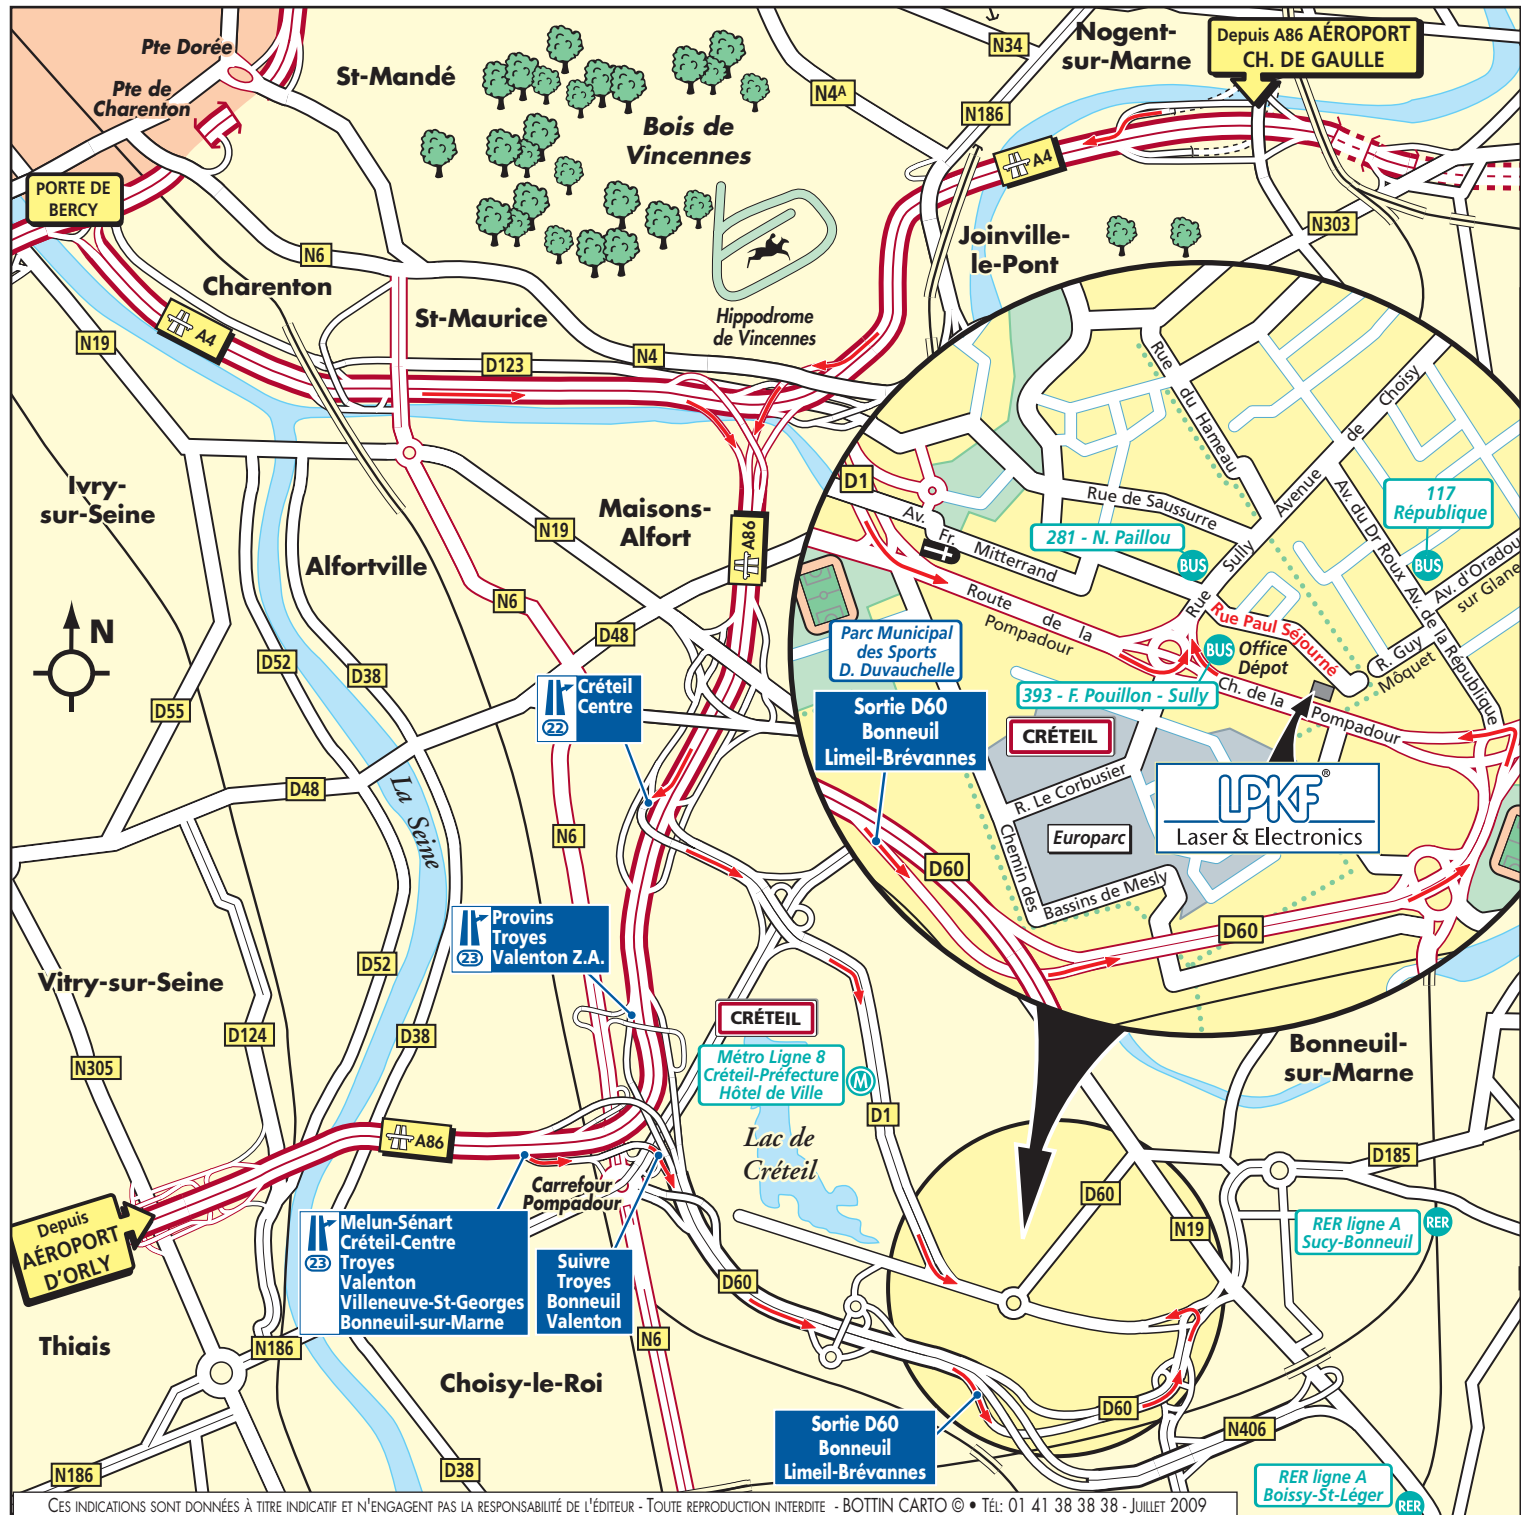 Pte Dorée
Pte de
Charenton
PORTE DE
BERCY
St-Mandé
Bois de
Vincennes
N34
N4A
N186
Nogent-
sur-Marne
Depuis A86 AÉROPORT
CH. DE GAULLE
A4
N303
Joinville-
le-Pont
N6
Charenton
St-Maurice
Hippodrome
de Vincennes
N19
A4
D123
N4
Ivry-
sur-Seine
Alfortville
Maisons-
Alfort
N19
A86
N6
D48
N
D52
D38
D55
D48
La Seine
22
Créteil
Centre
N6
23
Provins
Troyes
Valenton Z.A.
D1
Av. Fr. Mitterrand
Rue du Hameau
Rue de Saussurre
Avenue de Choisy
Av. du Dr Roux
117
République
BUS
281 - N. Paillou
BUS
Rue Sully
Av. d'Oradour
sur Glane
Av. de la République
Route de la
Pompadour
Rue Paul Séjourné
BUS
Office
Dépot
R. Guy
Môquet
Parc Municipal
des Sports
D. Duvauchelle
393 - F. Pouillon - Sully
Ch. de la Pompadour
Sortie D60
Bonneuil
Limeil-Brévannes
CRÉTEIL
LPKF®
Laser & Electronics
R. Le Corbusier
Europarc
Chemin des
Bassins de Mesly
D60
D60
Vitry-sur-Seine
D52
D124
D38
N305
CRÉTEIL
Métro Ligne 8
Créteil-Préfecture
Hôtel de Ville
M
D1
Bonneuil-
sur-Marne
A86
Lac de
Créteil
D185
Carrefour
Pompadour
D60
N19
RER ligne A
Sucy-Bonneuil
RER
Depuis
AÉROPORT
D'ORLY
23
Melun-Sénart
Créteil-Centre
Troyes
Valenton
Villeneuve-St-Georges
Bonneuil-sur-Marne
Suivre
Troyes
Bonneuil
Valenton
D60
Thiais
N186
N6
Choisy-le-Roi
D60
N406
Sortie D60
Bonneuil
Limeil-Brévannes
N186
D38
RER ligne A
Boissy-St-Léger
RER
CES INDICATIONS SONT DONNÉES À TITRE INDICATIF ET N'ENGAGENT PAS LA RESPONSABILITÉ DE L'ÉDITEUR - TOUTE REPRODUCTION INTERDITE - BOTTIN CARTO © • TÉL: 01 41 38 38 38 - JUILLET 2009